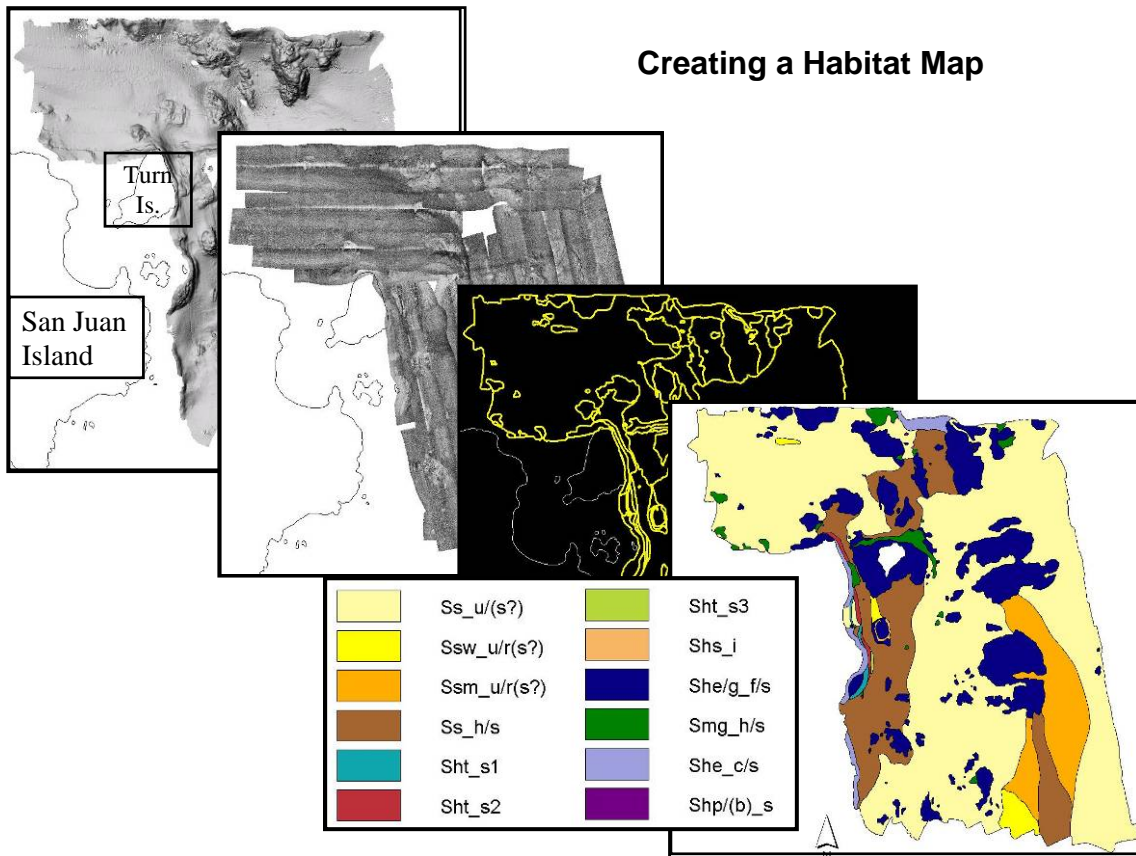 Creating a Habitat Map
Turn
Is.
San Juan
Island
Ss_u/(s?)
Ssw_u/r(s?)
Ssm_u/r(s?)
Ss_h/s
Sht_s1
Sht_s2
Sht_s3
Shs_i
She/g_f/s
Smg_h/s
She_c/s
Shp/(b)_s